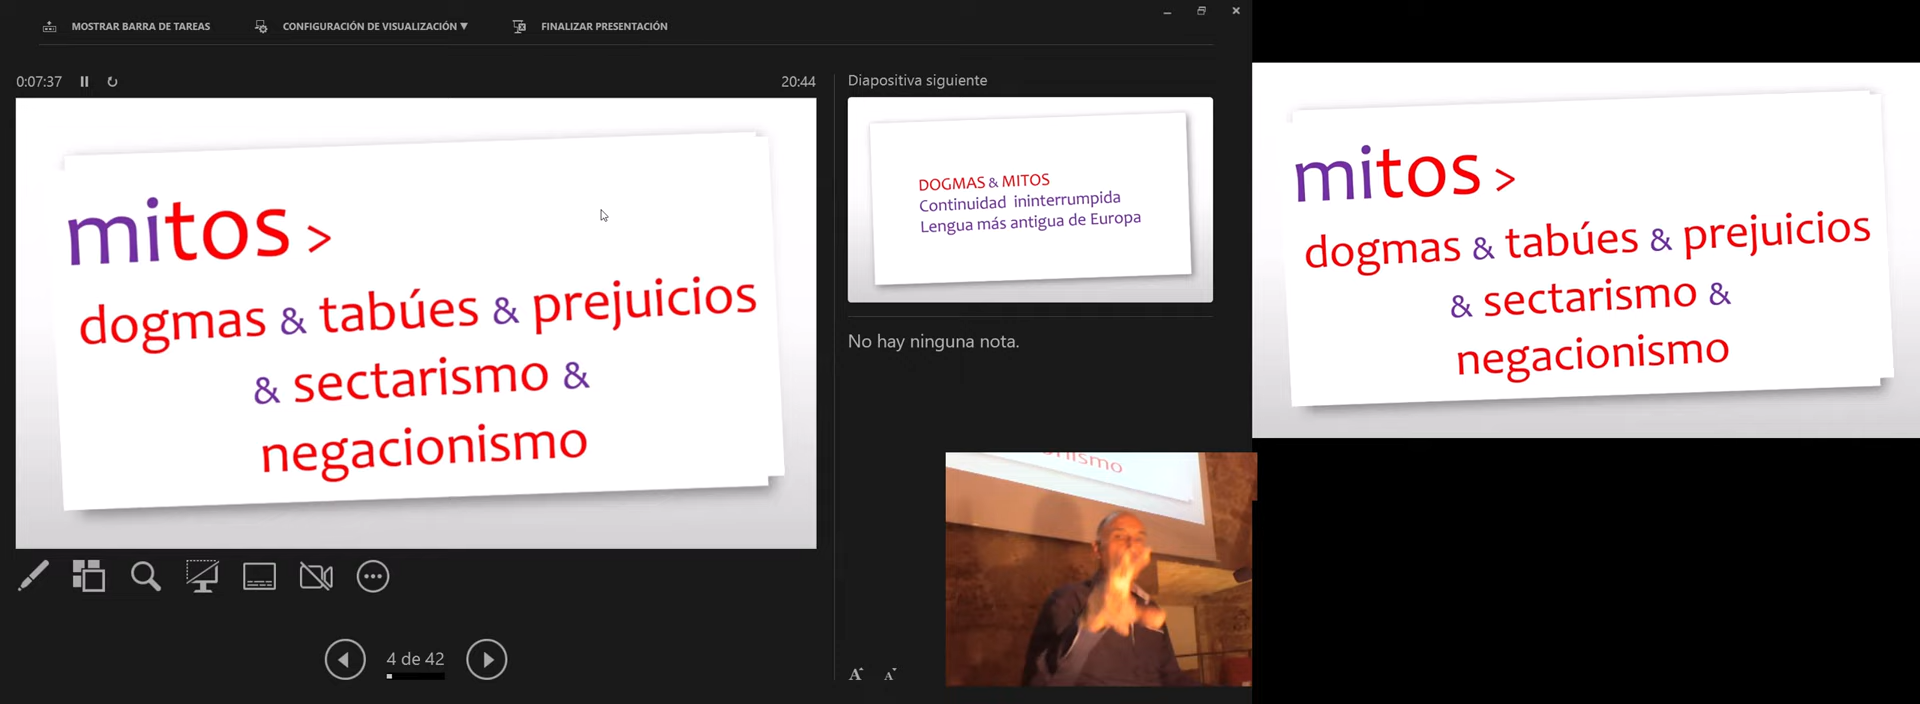 MOSTRAR BARRA DE TAREAS
CONFIGURACIÓN DE VISUALIZACIÓN ▼
FINALIZAR PRESENTACIÓN
0:07:37
20:44
mitos >
dogmas & tabúes & prejuicios
& sectarismo &
negacionismo
4 de 42
Diapositiva siguiente
DOGMAS & MITOS
Continuidad ininterrumpida
Lengua más antigua de Europa
No hay ninguna nota.
A
A
nismo
mitos >
dogmas & tabúes & prejuicios
& sectarismo &
negacionismo